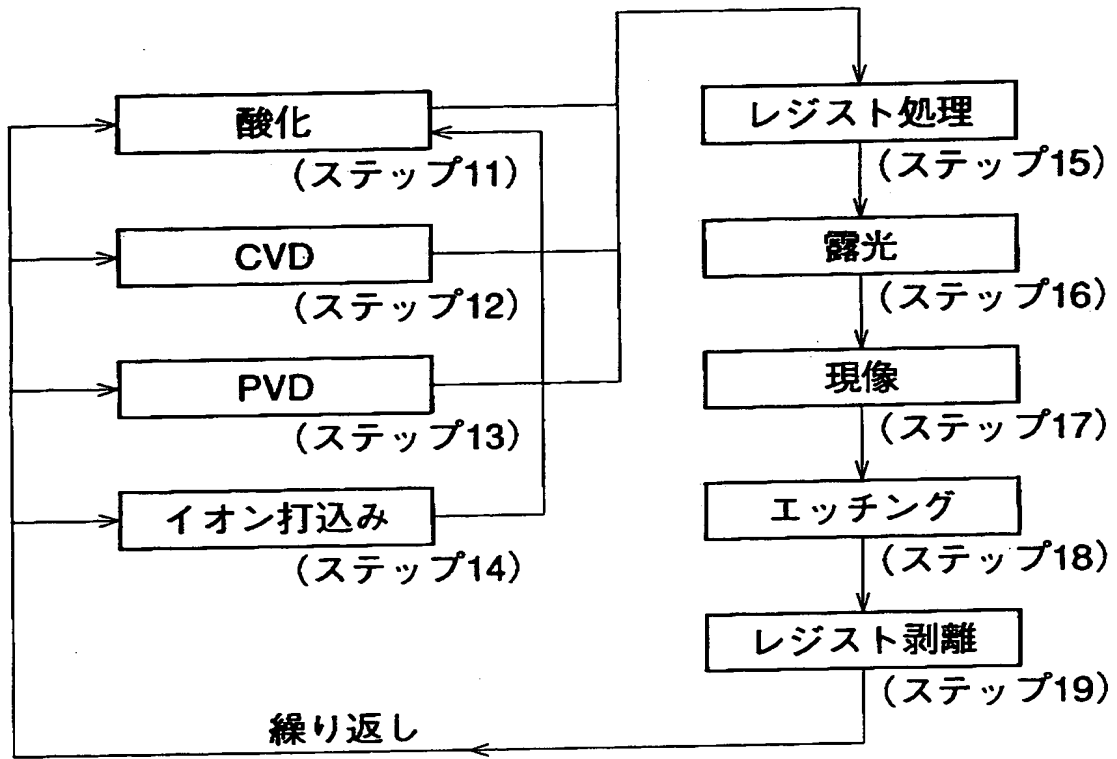 酸化
(ステップ11)
CVD
(ステップ12)
PVD
(ステップ13)
イオン打込み
(ステップ14)
レジスト処理
(ステップ15)
露光
(ステップ16)
現像
(ステップ17)
エッチング
(ステップ18)
レジスト剥離
(ステップ19)
繰り返し